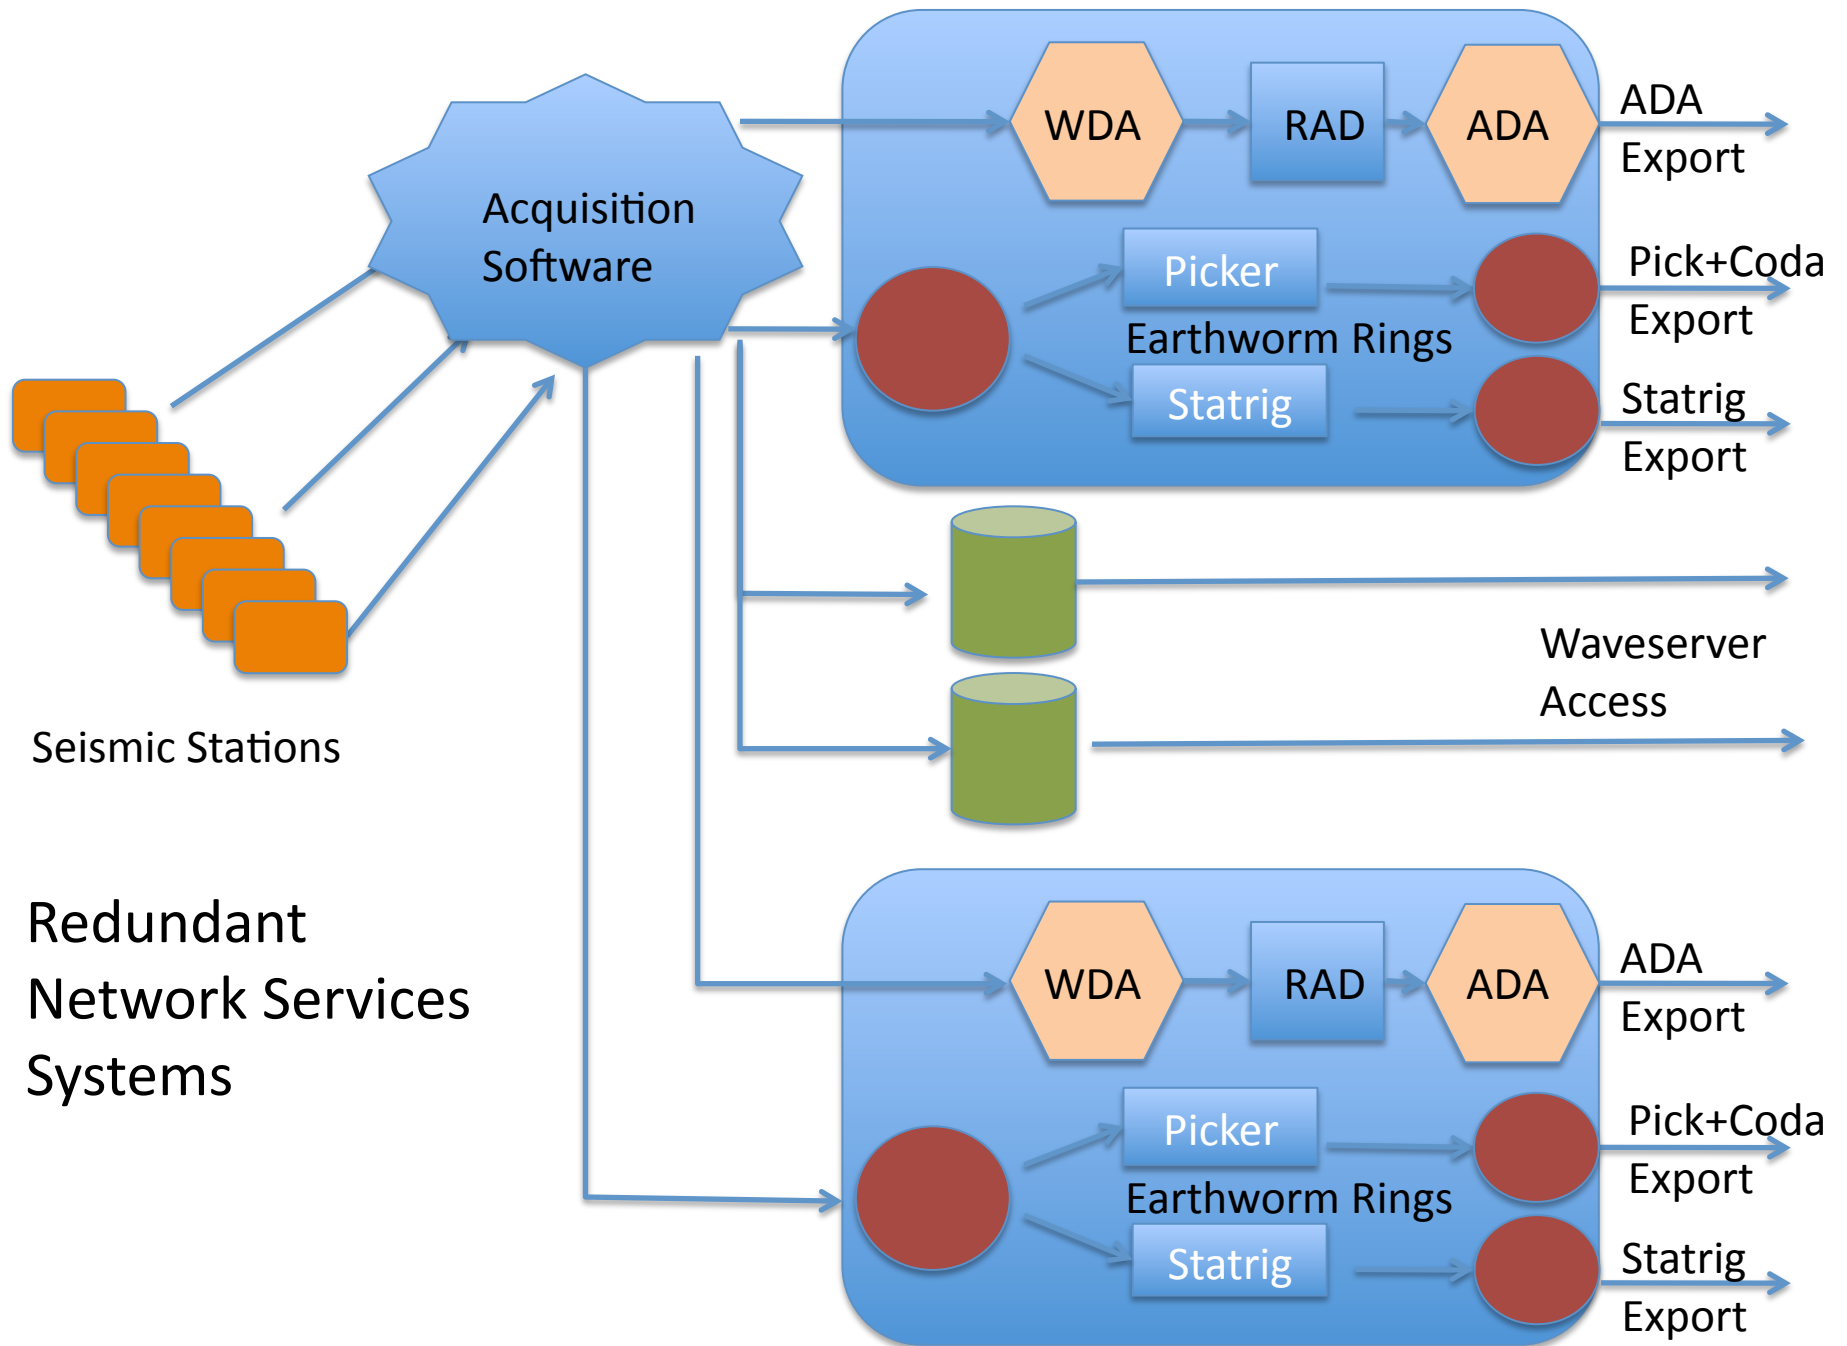 WDA
RAD
ADA
ADA
Export
Acquisition
Software
Picker
Pick+Coda
Export
Earthworm Rings
Statrig
Statrig
Export
Waveserver
Access
Seismic Stations
Redundant
Network Services
Systems
WDA
RAD
ADA
ADA
Export
Picker
Pick+Coda
Export
Earthworm Rings
Statrig
Statrig
Export